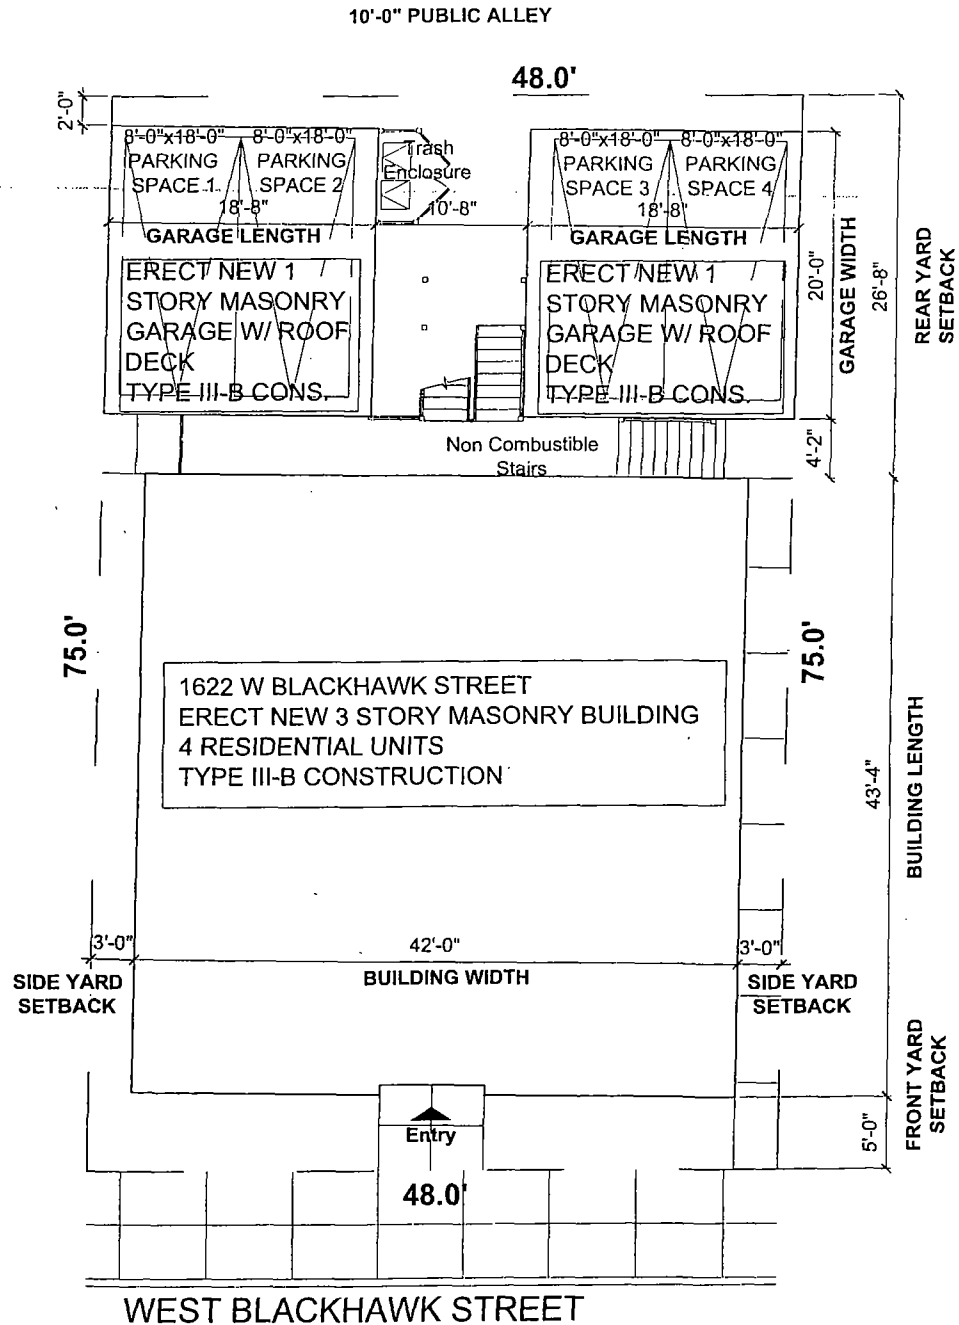 10'-0" PUBLIC ALLEY
48.0'
2'-0"
8'-0"x18'-0" 8'-0"x18'-0"
PARKING PARKING
SPACE 1 SPACE 2
18'-8"
GARAGE LENGTH
Trash
Enclosure
10'-8"
8'-0"x18'-0" 8'-0"x18'-0"
PARKING PARKING
SPACE 3 SPACE 4
18'-8"
GARAGE LENGTH
ERECT NEW 1
STORY MASONRY
GARAGE W/ ROOF
DECK
TYPE III-B CONS.
ERECT NEW 1
STORY MASONRY
GARAGE W/ ROOF
DECK
TYPE III-B CONS.
20'-0"
GARAGE WIDTH
26'-8"
REAR YARD
SETBACK
Non Combustible
Stairs
4'-2"
75.0'
75.0'
1622 W BLACKHAWK STREET
ERECT NEW 3 STORY MASONRY BUILDING
4 RESIDENTIAL UNITS
TYPE III-B CONSTRUCTION
43'-4"
BUILDING LENGTH
3'-0"
42'-0"
3'-0"
SIDE YARD
SETBACK
BUILDING WIDTH
SIDE YARD
SETBACK
5'-0"
FRONT YARD
SETBACK
Entry
48.0'
WEST BLACKHAWK STREET